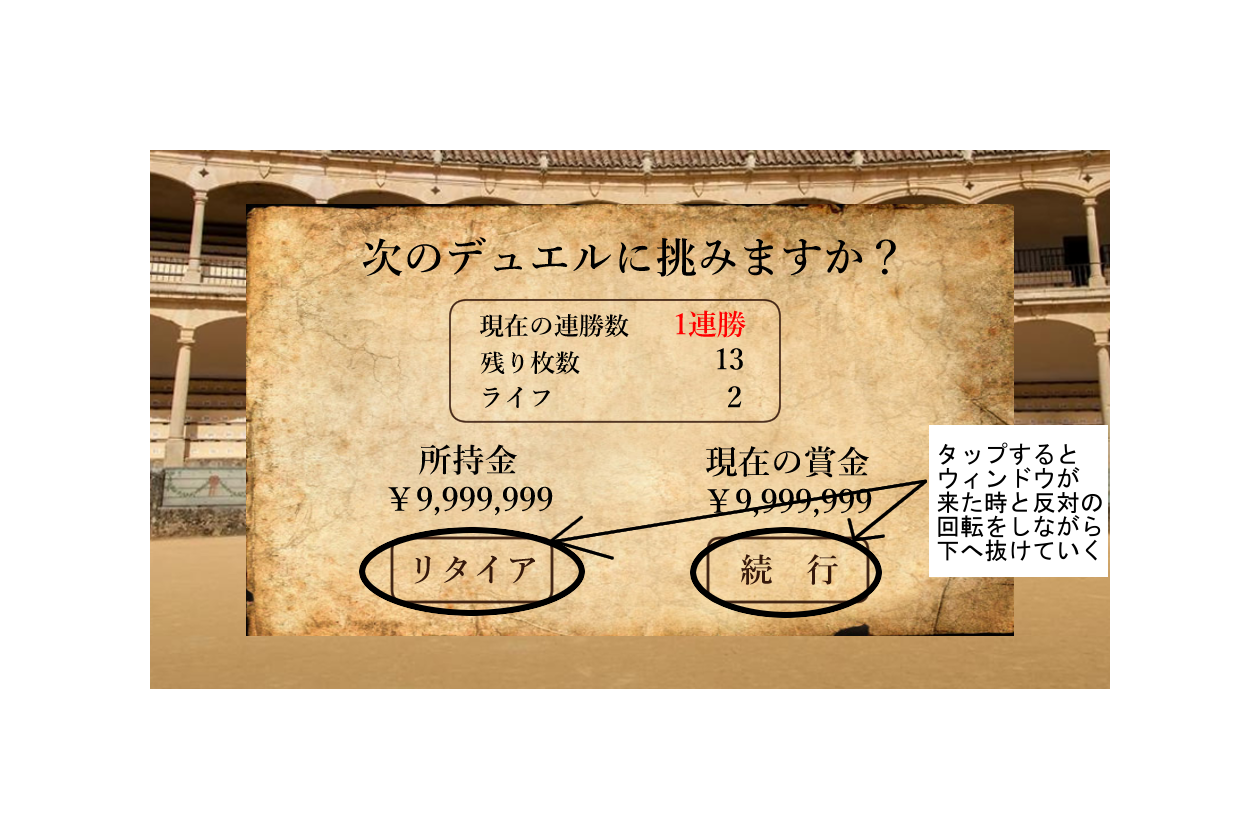 次のデュエルに挑みますか？
現在の連勝数 1連勝
残り枚数 13
ライフ 2
所持金
￥9,999,999
リタイア
現在の賞金
￥9,999,999
続　行
タップすると
ウィンドウが
来た時と反対の
回転をしながら
下へ抜けていく